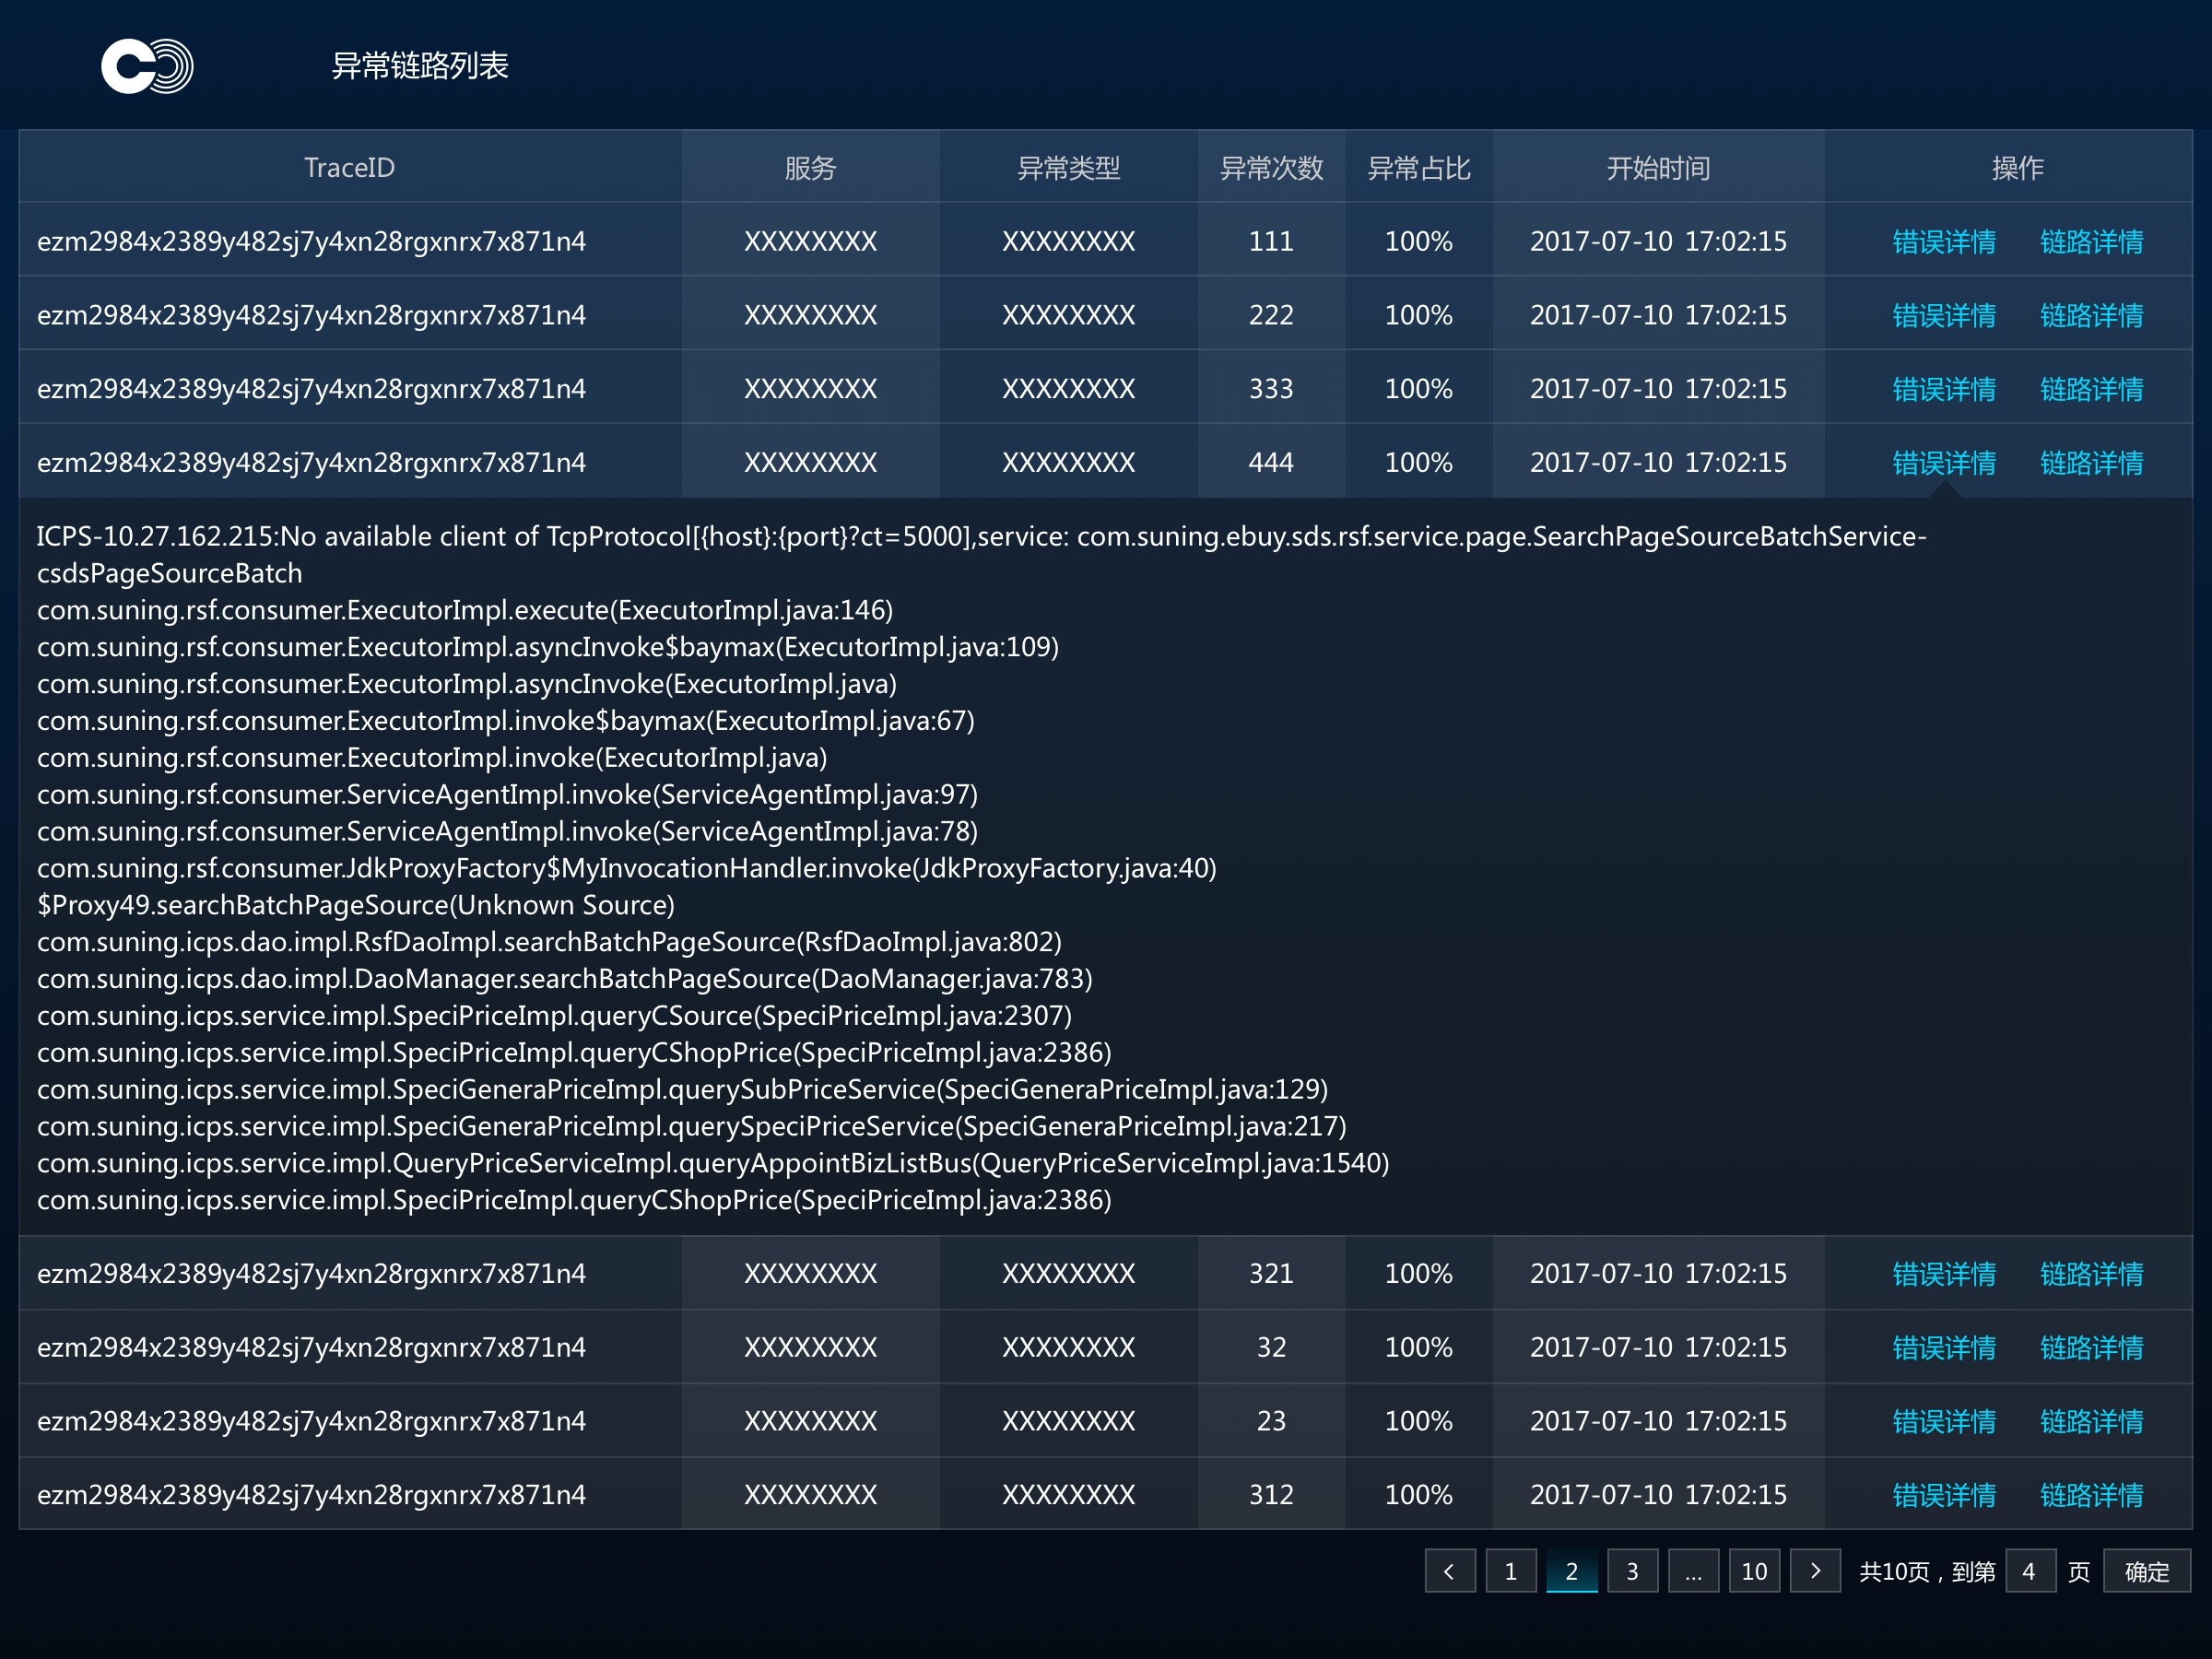 异常链路列表
TraceID 服务 异常类型 异常次数 异常占比 开始时间 操作
ezm2984x2389y482sj7y4xn28rgxnrx7x871n4 XXXXXXXX XXXXXXXX 111 100% 2017-07-10 17:02:15 错误详情 链路详情
ezm2984x2389y482sj7y4xn28rgxnrx7x871n4 XXXXXXXX XXXXXXXX 222 100% 2017-07-10 17:02:15 错误详情 链路详情
ezm2984x2389y482sj7y4xn28rgxnrx7x871n4 XXXXXXXX XXXXXXXX 333 100% 2017-07-10 17:02:15 错误详情 链路详情
ezm2984x2389y482sj7y4xn28rgxnrx7x871n4 XXXXXXXX XXXXXXXX 444 100% 2017-07-10 17:02:15 错误详情 链路详情
ICPS-10.27.162.215:No available client of TcpProtocol[{host}:{port}?ct=5000],service: com.suning.ebuy.sds.rsf.service.page.SearchPageSourceBatchService-
csdsPageSourceBatch
com.suning.rsf.consumer.ExecutorImpl.execute(ExecutorImpl.java:146)
com.suning.rsf.consumer.ExecutorImpl.asyncInvoke$baymax(ExecutorImpl.java:109)
com.suning.rsf.consumer.ExecutorImpl.asyncInvoke(ExecutorImpl.java)
com.suning.rsf.consumer.ExecutorImpl.invoke$baymax(ExecutorImpl.java:67)
com.suning.rsf.consumer.ExecutorImpl.invoke(ExecutorImpl.java)
com.suning.rsf.consumer.ServiceAgentImpl.invoke(ServiceAgentImpl.java:97)
com.suning.rsf.consumer.ServiceAgentImpl.invoke(ServiceAgentImpl.java:78)
com.suning.rsf.consumer.JdkProxyFactory$MyInvocationHandler.invoke(JdkProxyFactory.java:40)
$Proxy49.searchBatchPageSource(Unknown Source)
com.suning.icps.dao.impl.RsfDaoImpl.searchBatchPageSource(RsfDaoImpl.java:802)
com.suning.icps.dao.impl.DaoManager.searchBatchPageSource(DaoManager.java:783)
com.suning.icps.service.impl.SpeciPriceImpl.queryCSource(SpeciPriceImpl.java:2307)
com.suning.icps.service.impl.SpeciPriceImpl.queryCShopPrice(SpeciPriceImpl.java:2386)
com.suning.icps.service.impl.SpeciGeneraPriceImpl.querySubPriceService(SpeciGeneraPriceImpl.java:129)
com.suning.icps.service.impl.SpeciGeneraPriceImpl.querySpeciPriceService(SpeciGeneraPriceImpl.java:217)
com.suning.icps.service.impl.QueryPriceServiceImpl.queryAppointBizListBus(QueryPriceServiceImpl.java:1540)
com.suning.icps.service.impl.SpeciPriceImpl.queryCShopPrice(SpeciPriceImpl.java:2386)
ezm2984x2389y482sj7y4xn28rgxnrx7x871n4 XXXXXXXX XXXXXXXX 321 100% 2017-07-10 17:02:15 错误详情 链路详情
ezm2984x2389y482sj7y4xn28rgxnrx7x871n4 XXXXXXXX XXXXXXXX 32 100% 2017-07-10 17:02:15 错误详情 链路详情
ezm2984x2389y482sj7y4xn28rgxnrx7x871n4 XXXXXXXX XXXXXXXX 23 100% 2017-07-10 17:02:15 错误详情 链路详情
ezm2984x2389y482sj7y4xn28rgxnrx7x871n4 XXXXXXXX XXXXXXXX 312 100% 2017-07-10 17:02:15 错误详情 链路详情
< 1 2 3 ... 10 > 共10页，到第 4 页 确定